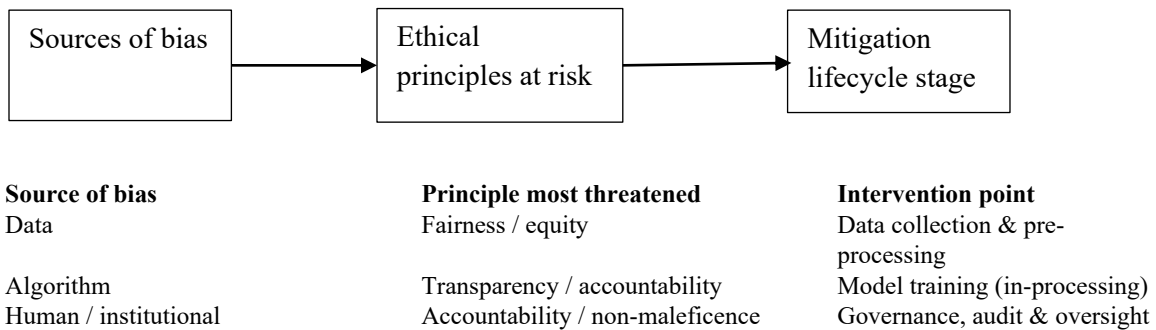 Sources of bias
Ethical
principles at risk
Mitigation
lifecycle stage
Source of bias Principle most threatened Intervention point
Data Fairness / equity Data collection & pre-
processing
Algorithm Transparency / accountability Model training (in-processing)
Human / institutional Accountability / non-maleficence Governance, audit & oversight